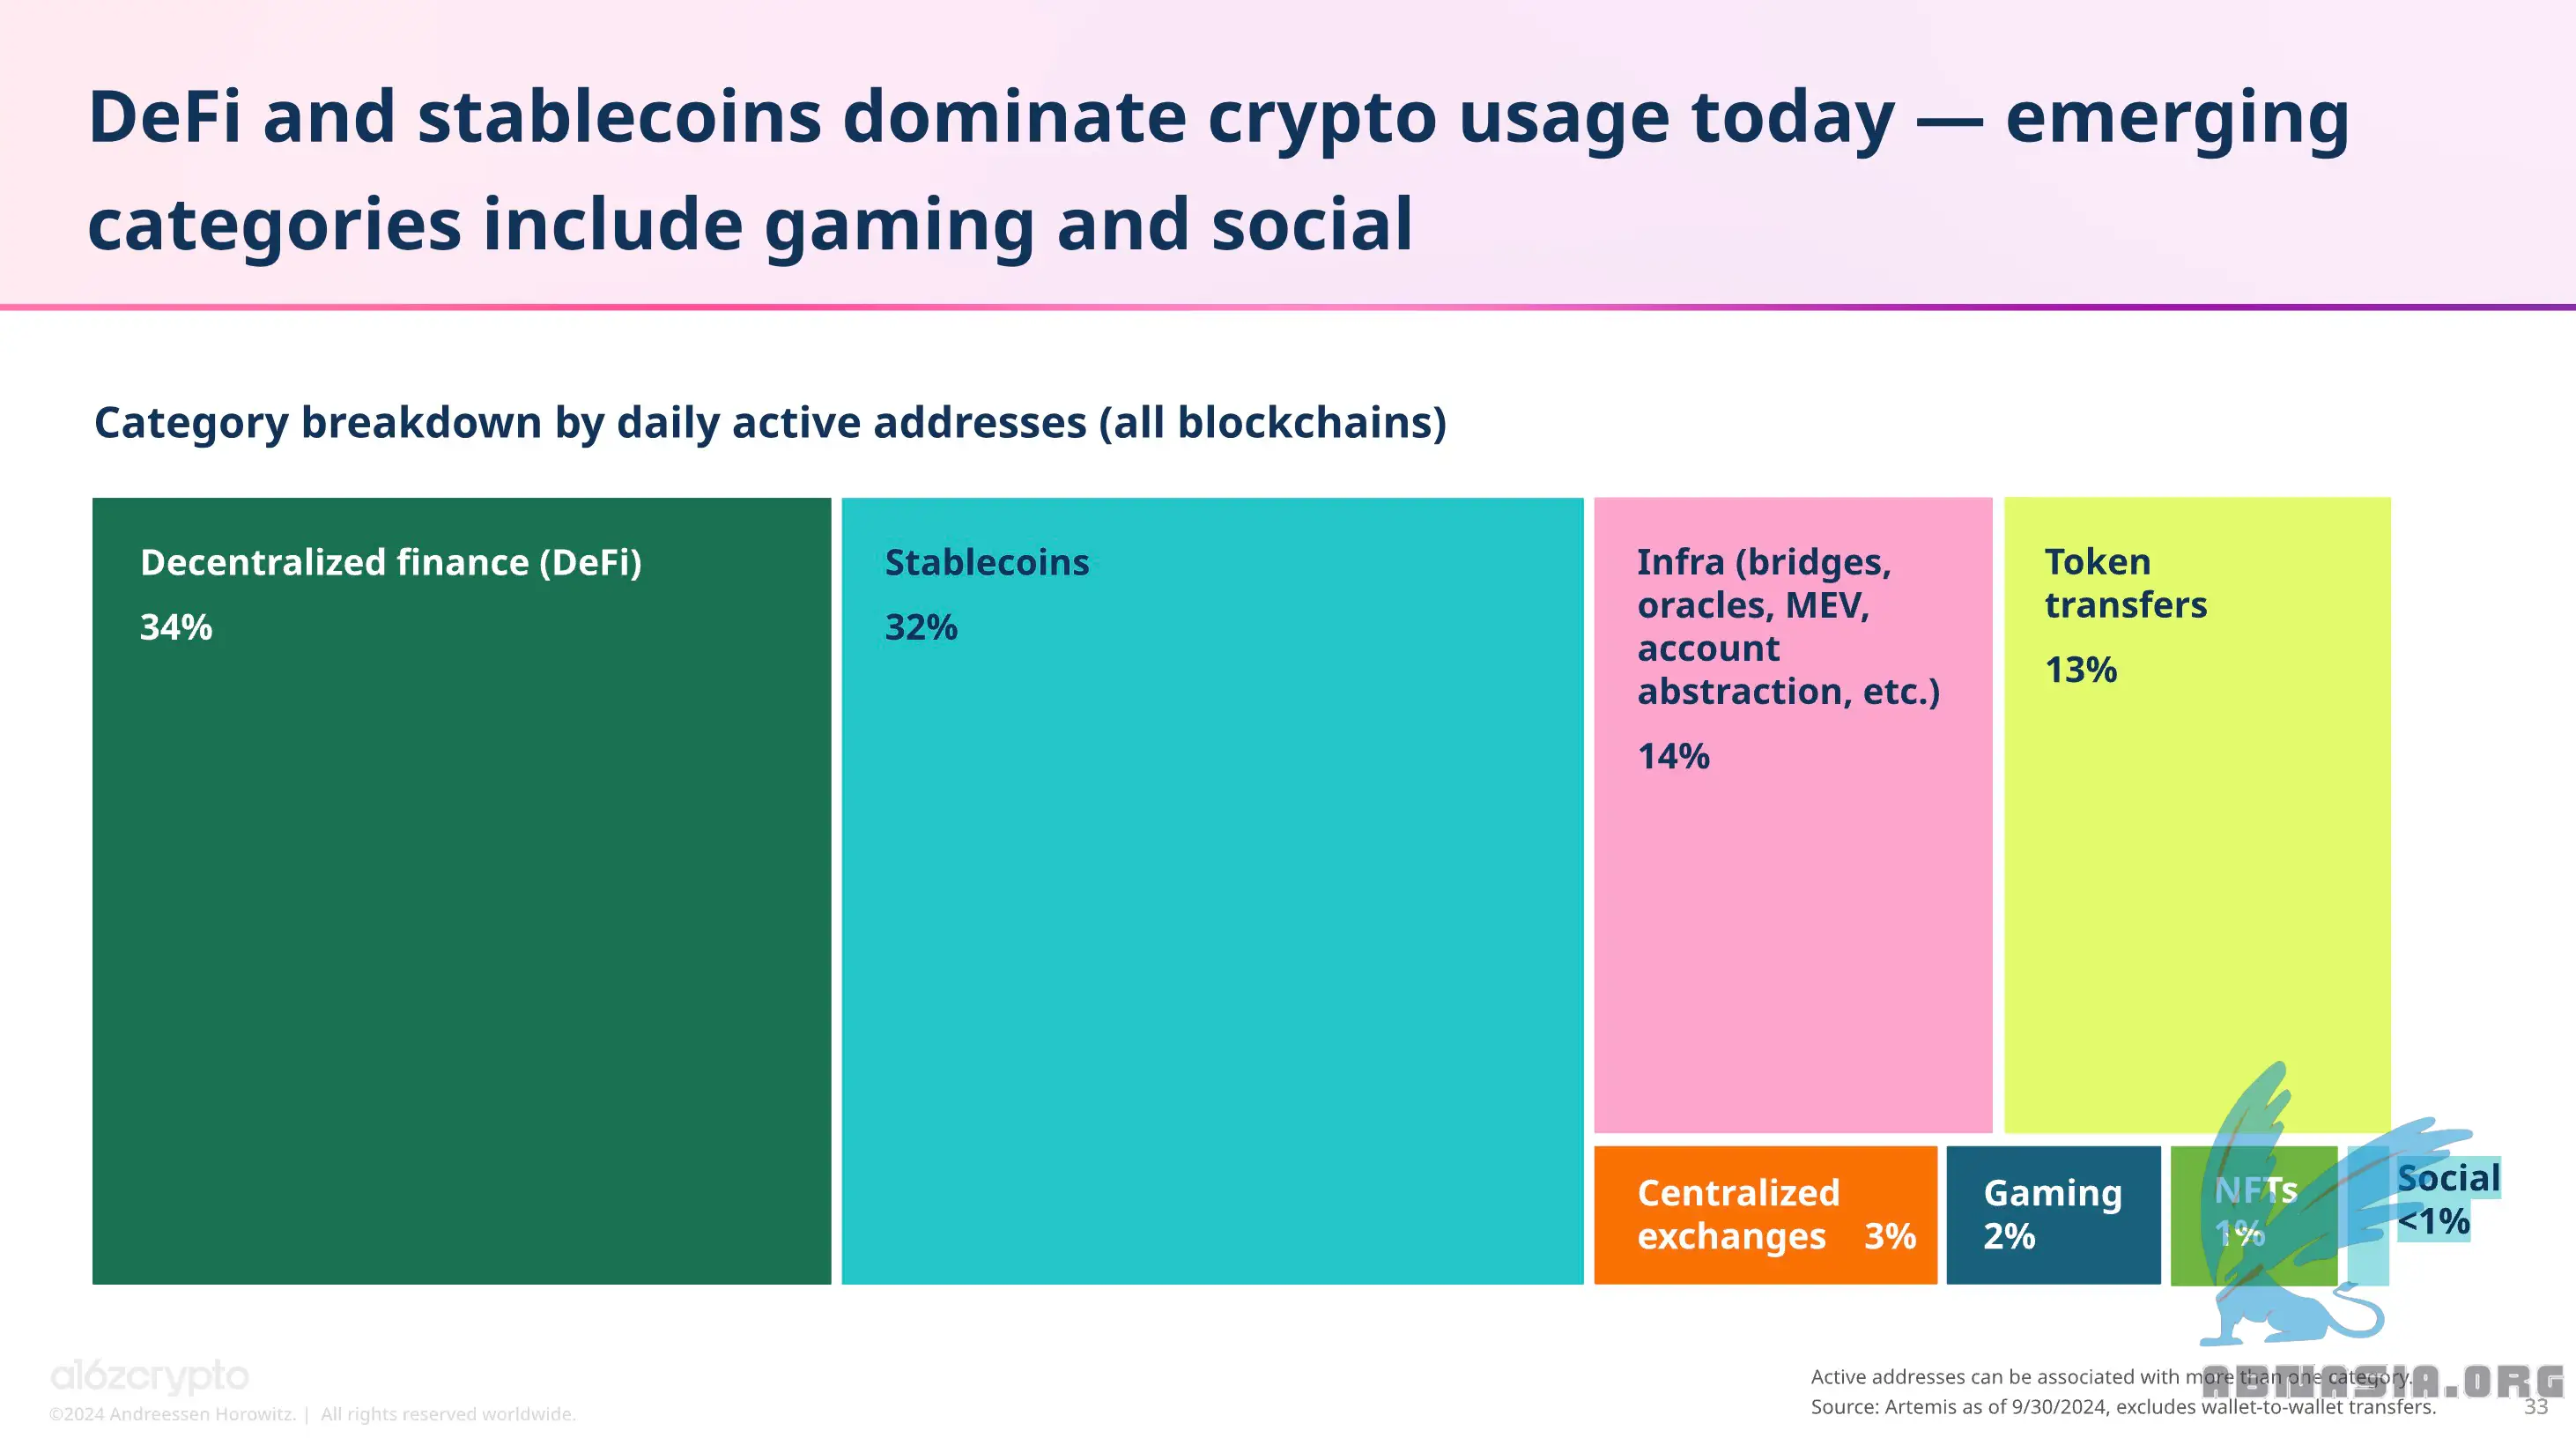 DeFi and stablecoins dominate crypto usage today — emerging
categories include gaming and social
Category breakdown by daily active addresses (all blockchains)
Decentralized finance (DeFi)
34%
Stablecoins
32%
Infra (bridges,
oracles, MEV,
account
abstraction, etc.)
14%
Token
transfers
13%
Centralized
exchanges 3%
Gaming
2%
NFTs
1%
Social
<1%
a16zcrypto
©2024 Andreessen Horowitz. | All rights reserved worldwide.
Active addresses can be associated with more than one category.
Source: Artemis as of 9/30/2024, excludes wallet-to-wallet transfers.
ABNASIA.ORG
33